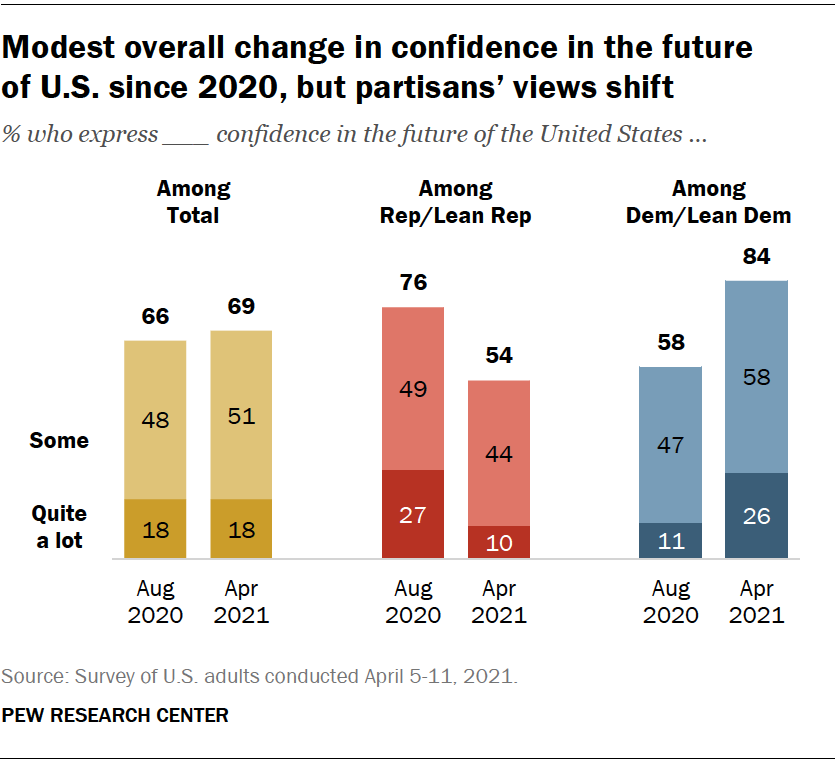 Modest overall change in confidence in the future
of U.S. since 2020, but partisans’ views shift
% who express ___ confidence in the future of the United States ...
Among
Total
Among
Rep/Lean Rep
Among
Dem/Lean Dem
66
69
76
54
58
84
Some
48
51
49
44
47
58
Quite
a lot
18
18
27
10
11
26
Aug
2020
Apr
2021
Aug
2020
Apr
2021
Aug
2020
Apr
2021
Source: Survey of U.S. adults conducted April 5-11, 2021.
PEW RESEARCH CENTER